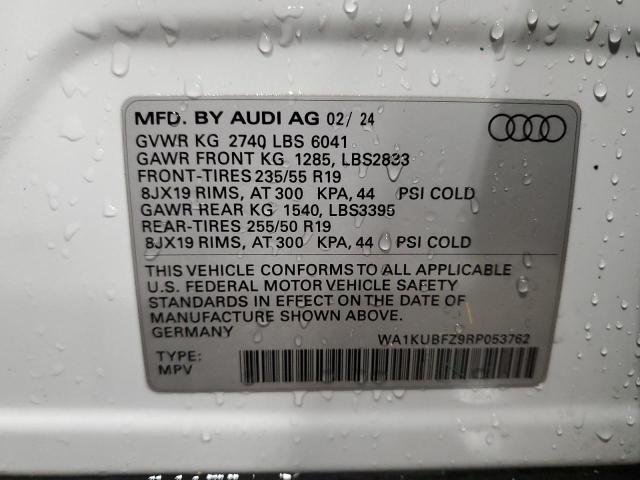 MFD. BY AUDI AG 02/ 24
GVWR KG 2740 LBS 6041
GAWR FRONT KG 1285, LBS2833
FRONT-TIRES 235/55 R19
8JX19 RIMS, AT 300 KPA, 44 PSI COLD
GAWR REAR KG 1540, LBS3395
REAR-TIRES 255/50 R19
8JX19 RIMS, AT 300 KPA, 44 PSI COLD
THIS VEHICLE CONFORMS TO ALL APPLICABLE
U.S. FEDERAL MOTOR VEHICLE SAFETY
STANDARDS IN EFFECT ON THE DATE OF
MANUFACTURE SHOWN ABOVE.
GERMANY
WA1KUBFZ9RP053762
TYPE:
MPV